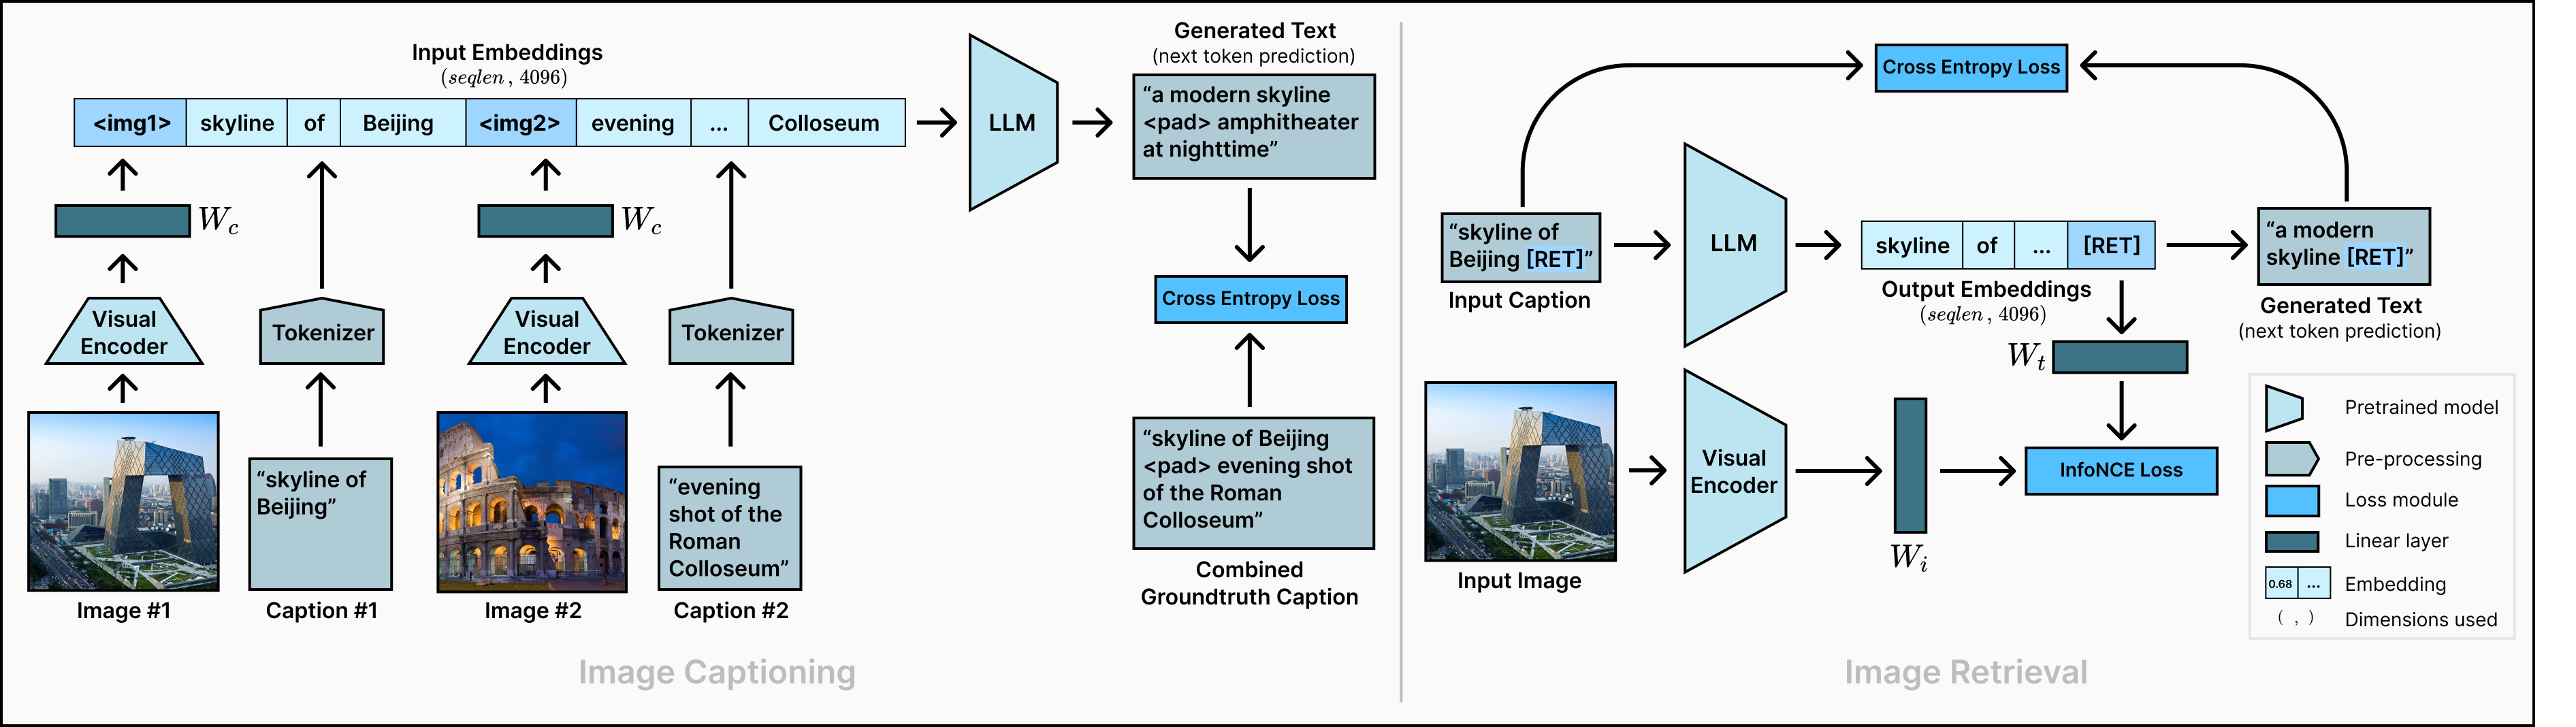 Input Embeddings
(seqlen, 4096)
<img1> skyline of Beijing <img2> evening ... Colloseum
W_c
W_c
Visual
Encoder
Tokenizer
Visual
Encoder
Tokenizer
“skyline of
Beijing”
“evening
shot of the
Roman
Colloseum”
Image #1
Caption #1
Image #2
Caption #2
LLM
Generated Text
(next token prediction)
“a modern skyline
<pad> amphitheater
at nighttime”
Cross Entropy Loss
“skyline of Beijing
<pad> evening shot
of the Roman
Colloseum”
Combined
Groundtruth Caption
Image Captioning
Cross Entropy Loss
“skyline of
Beijing [RET]”
Input Caption
LLM
skyline of ... [RET]
Output Embeddings
(seqlen, 4096)
“a modern
skyline [RET]”
Generated Text
(next token prediction)
W_t
Input Image
Visual
Encoder
W_i
InfoNCE Loss
Pretrained model
Pre-processing
Loss module
Linear layer
0.68 ... Embedding
( , ) Dimensions used
Image Retrieval